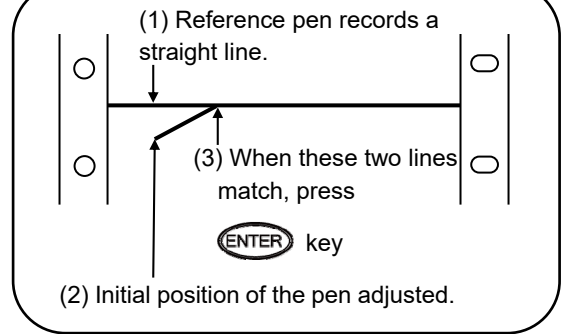 (1) Reference pen records a
straight line.
(3) When these two lines
match, press
ENTER key
(2) Initial position of the pen adjusted.